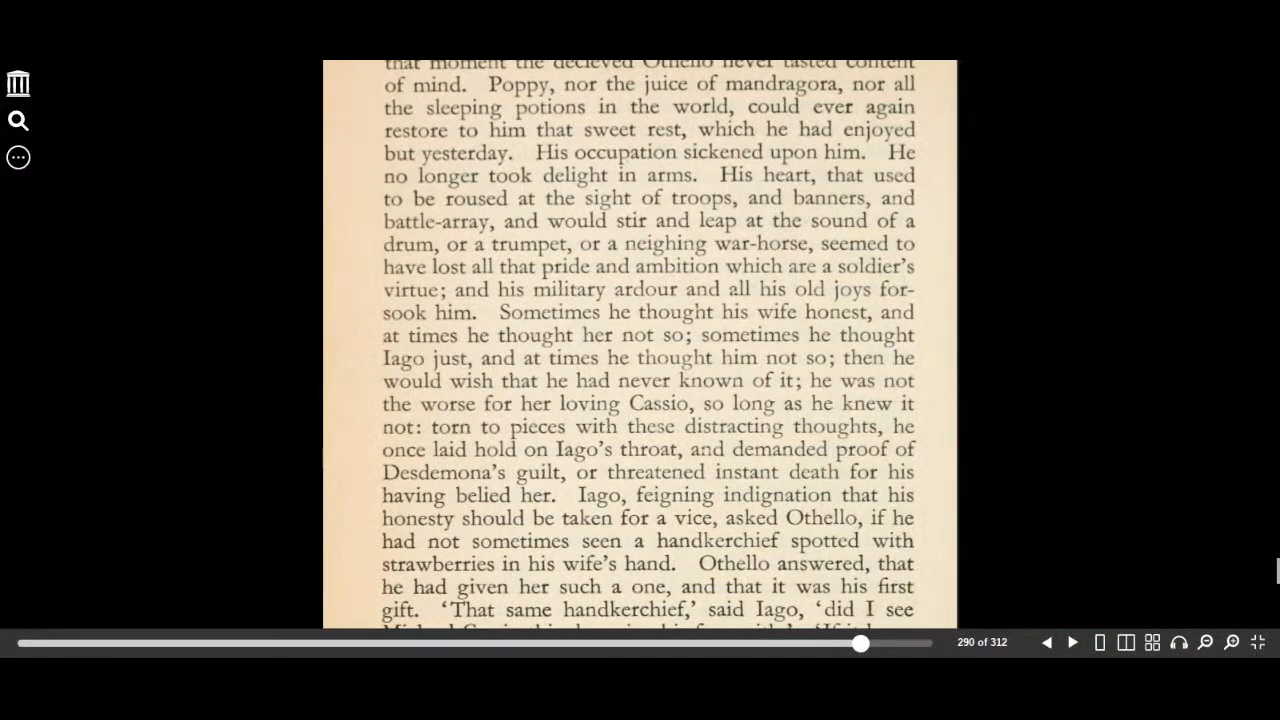 that moment the decieved Othello never tasted content
of mind. Poppy, nor the juice of mandragora, nor all
the sleeping potions in the world, could ever again
restore to him that sweet rest, which he had enjoyed
but yesterday. His occupation sickened upon him. He
no longer took delight in arms. His heart, that used
to be roused at the sight of troops, and banners, and
battle-array, and would stir and leap at the sound of a
drum, or a trumpet, or a neighing war-horse, seemed to
have lost all that pride and ambition which are a soldier’s
virtue; and his military ardour and all his old joys for-
sook him. Sometimes he thought his wife honest, and
at times he thought her not so; sometimes he thought
Iago just, and at times he thought him not so; then he
would wish that he had never known of it; he was not
the worse for her loving Cassio, so long as he knew it
not: torn to pieces with these distracting thoughts, he
once laid hold on Iago’s throat, and demanded proof of
Desdemona’s guilt, or threatened instant death for his
having belied her. Iago, feigning indignation that his
honesty should be taken for a vice, asked Othello, if he
had not sometimes seen a handkerchief spotted with
strawberries in his wife’s hand. Othello answered, that
he had given her such a one, and that it was his first
gift. ‘That same handkerchief,’ said Iago, ‘did I see
290 of 312